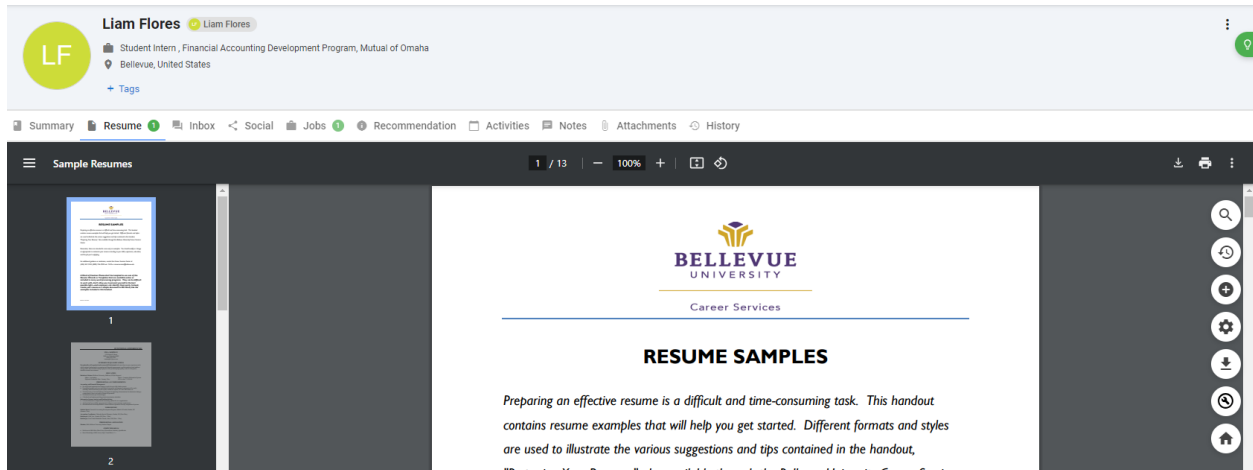 Liam Flores LF Liam Flores
LF
Student Intern , Financial Accounting Development Program, Mutual of Omaha
Bellevue, United States
+ Tags
Summary Resume 1 Inbox Social Jobs 1 Recommendation Activities Notes Attachments History
Sample Resumes 1 / 13 − 100% +
1
2
BELLEVUE
UNIVERSITY
Career Services
RESUME SAMPLES
Preparing an effective resume is a difficult and time-consuming task. This handout
contains resume examples that will help you get started. Different formats and styles
are used to illustrate the various suggestions and tips contained in the handout,